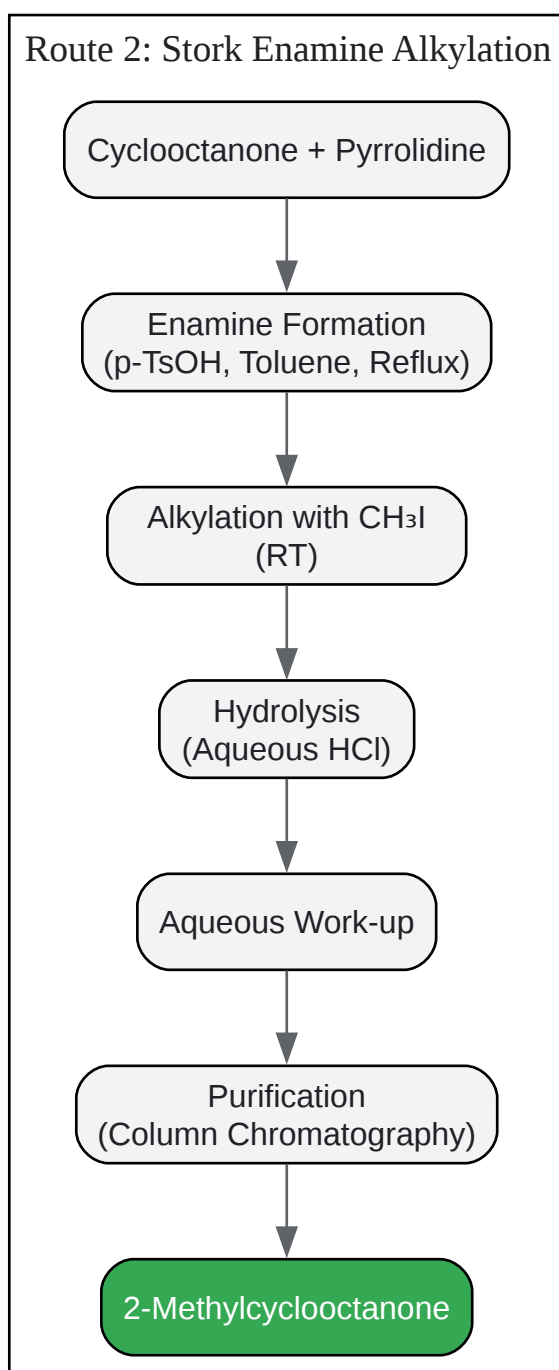 Route 2: Stork Enamine Alkylation
Cyclooctanone + Pyrrolidine
Enamine Formation
(p-TsOH, Toluene, Reflux)
Alkylation with CH₃I
(RT)
Hydrolysis
(Aqueous HCl)
Aqueous Work-up
Purification
(Column Chromatography)
2-Methylcyclooctanone